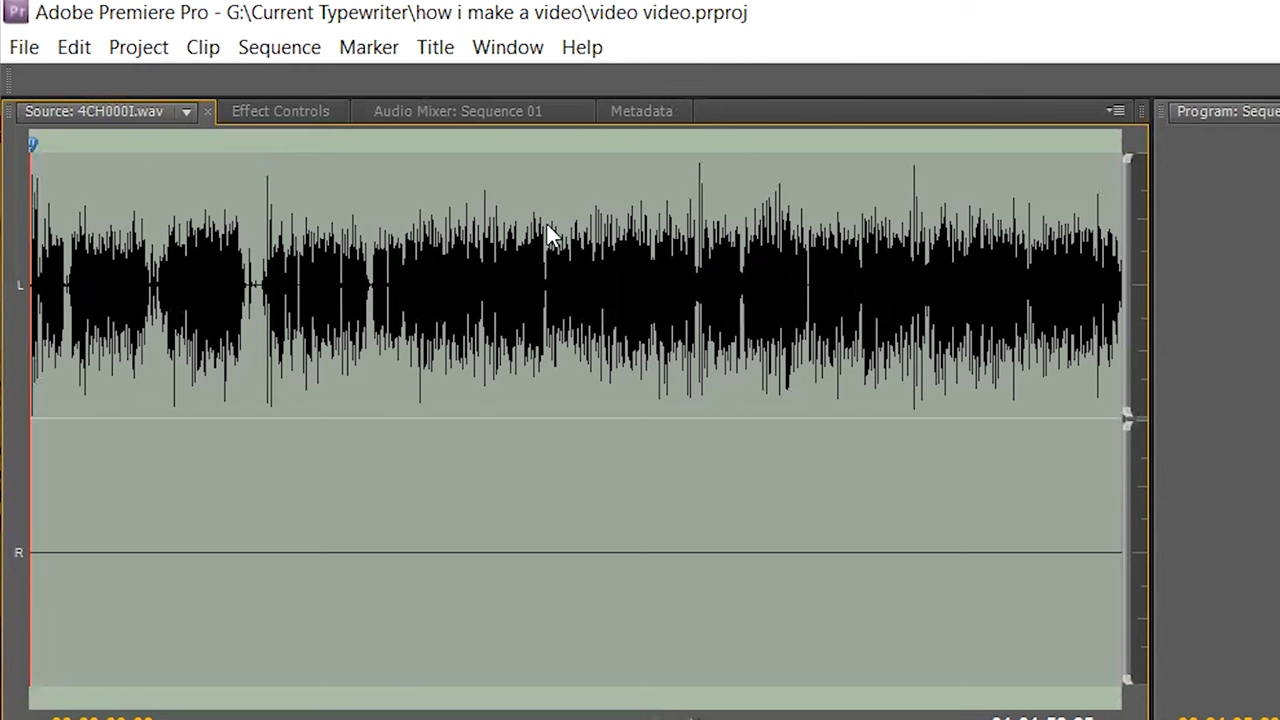 Pr Adobe Premiere Pro - G:\Current Typewriter\how i make a video\video video.prproj
File Edit Project Clip Sequence Marker Title Window Help
Source: 4CH000I.wav Effect Controls Audio Mixer: Sequence 01 Metadata Program: Seque
L
R